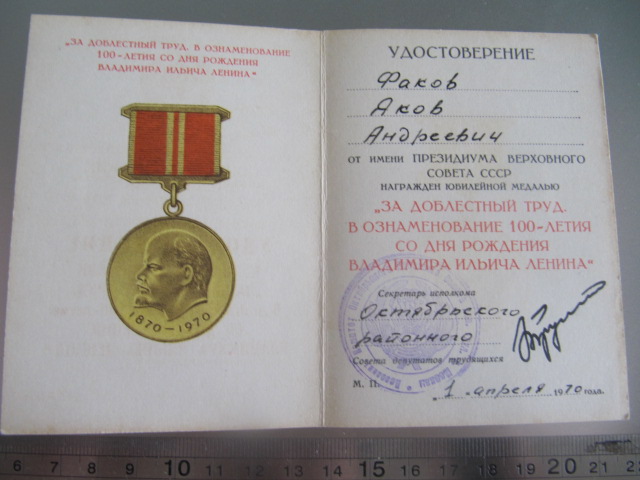 „ЗА ДОБЛЕСТНЫЙ ТРУД. В ОЗНАМЕНОВАНИЕ
100-ЛЕТИЯ СО ДНЯ РОЖДЕНИЯ
ВЛАДИМИРА ИЛЬИЧА ЛЕНИНА“
1870–1970
УДОСТОВЕРЕНИЕ
Факов
Аков
Андреевич
ОТ ИМЕНИ ПРЕЗИДИУМА ВЕРХОВНОГО
СОВЕТА СССР
НАГРАЖДЕН ЮБИЛЕЙНОЙ МЕДАЛЬЮ
„ЗА ДОБЛЕСТНЫЙ ТРУД.
В ОЗНАМЕНОВАНИЕ 100-ЛЕТИЯ
СО ДНЯ РОЖДЕНИЯ
ВЛАДИМИРА ИЛЬИЧА ЛЕНИНА“
Секретарь исполкома
Октябрьского
районного
Совета депутатов трудящихся
М. П. 1 апреля 1970 года.
6 7 8 9 10 11 12 13 14 15 16 17 18 19 20 21 22